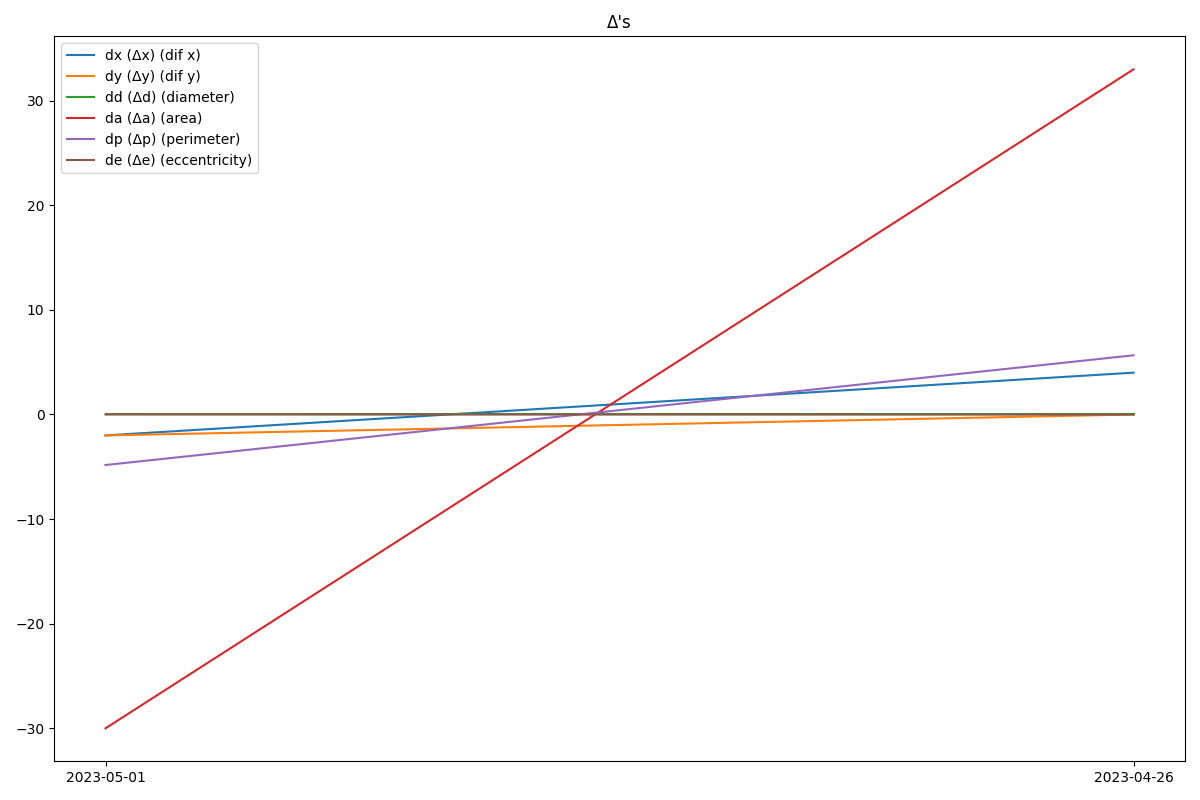 Δ's
dx (Δx) (dif x)
dy (Δy) (dif y)
dd (Δd) (diameter)
da (Δa) (area)
dp (Δp) (perimeter)
de (Δe) (eccentricity)
30
20
10
0
−10
−20
−30
2023-05-01
2023-04-26